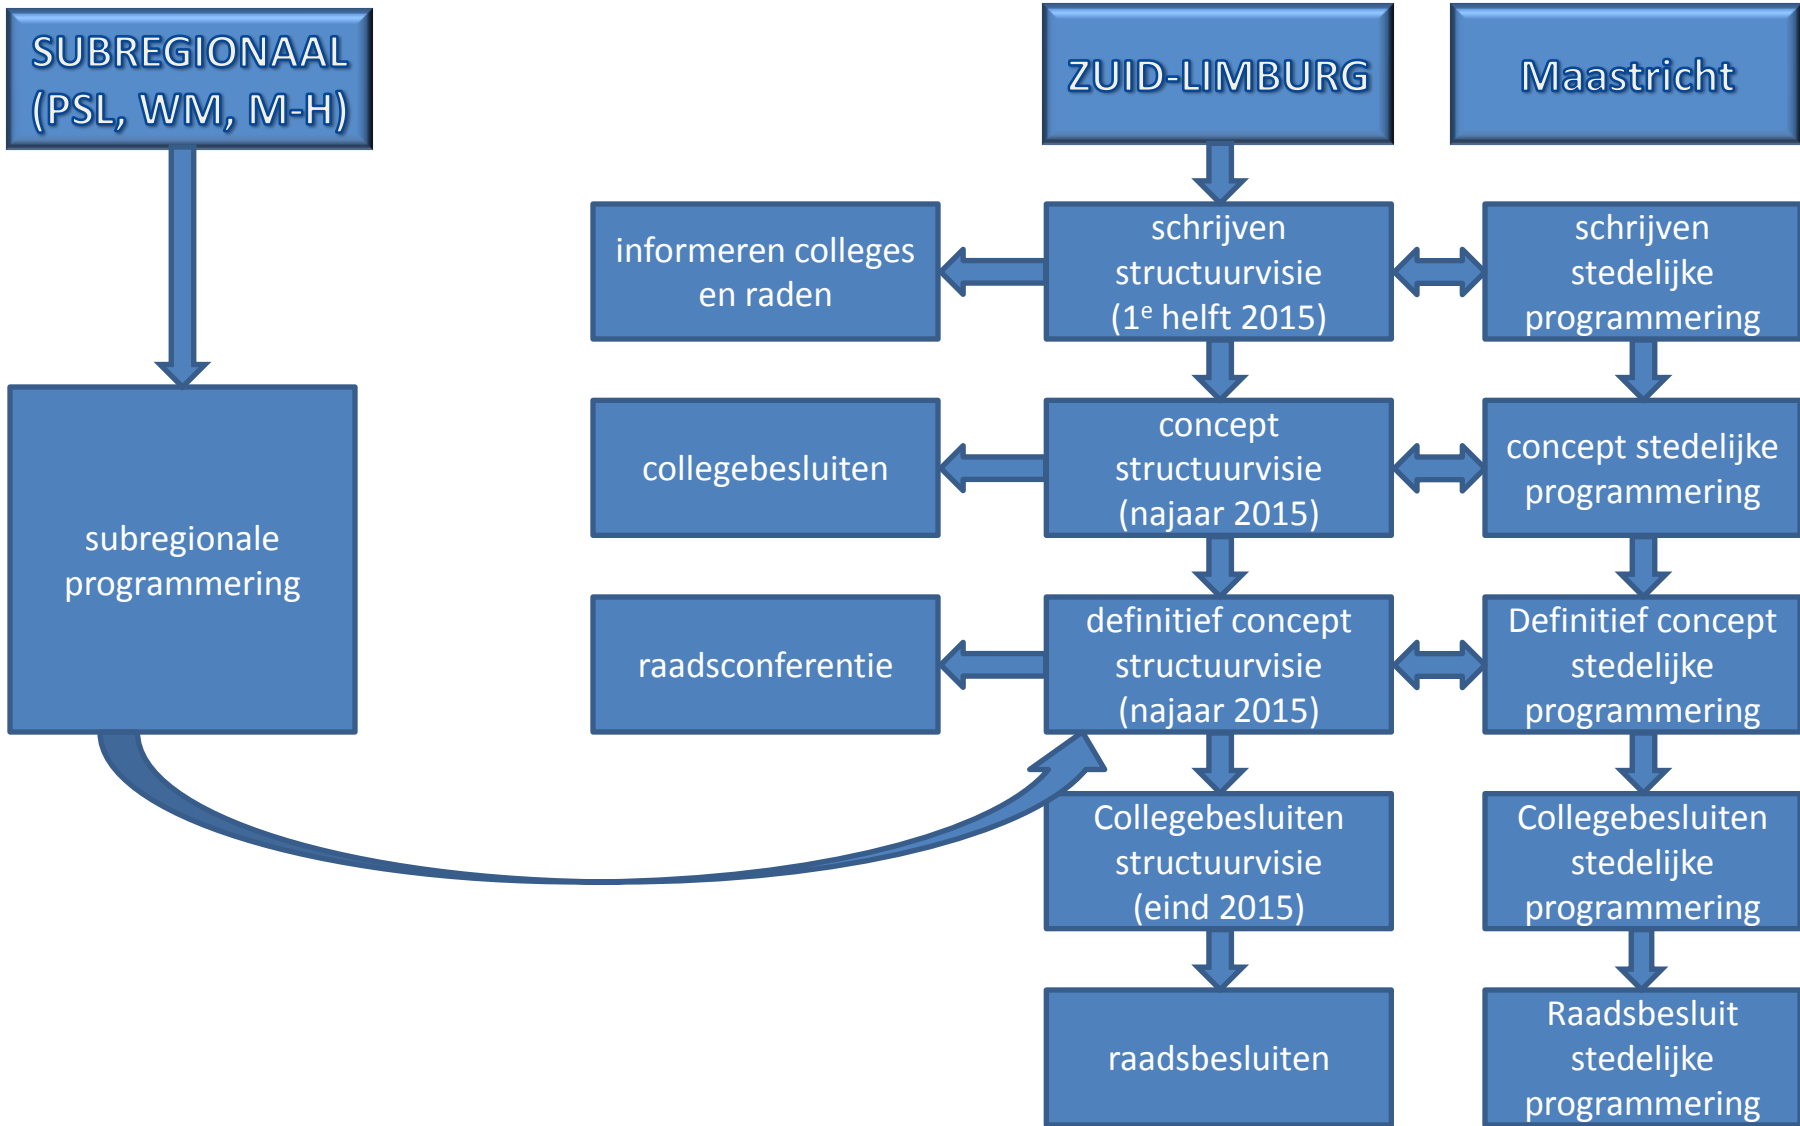 SUBREGIONAAL
(PSL, WM, M-H)
ZUID-LIMBURG
Maastricht
informeren colleges
en raden
schrijven
structuurvisie
(1e helft 2015)
schrijven
stedelijke
programmering
subregionale
programmering
collegebesluiten
concept
structuurvisie
(najaar 2015)
concept stedelijke
programmering
raadsconferentie
definitief concept
structuurvisie
(najaar 2015)
Definitief concept
stedelijke
programmering
Collegebesluiten
structuurvisie
(eind 2015)
Collegebesluiten
stedelijke
programmering
raadsbesluiten
Raadsbesluit
stedelijke
programmering